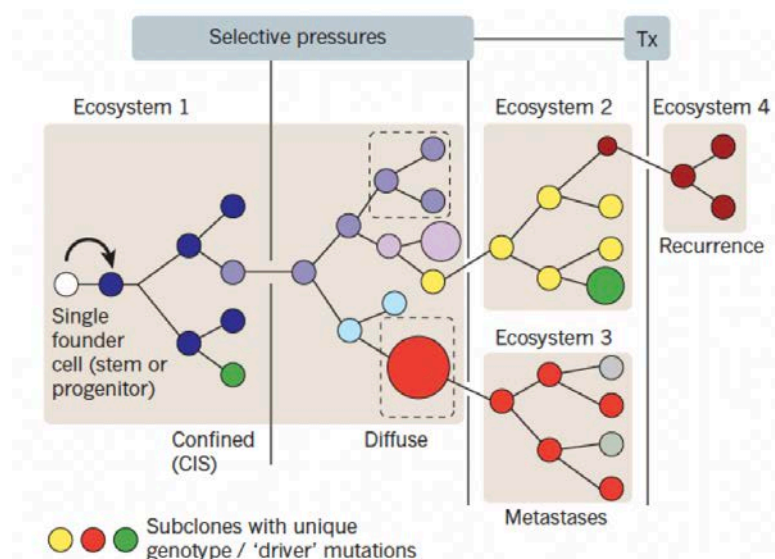 Selective pressures
Tx
Ecosystem 1
Ecosystem 2
Ecosystem 4
Single
founder
cell (stem or
progenitor)
Recurrence
Ecosystem 3
Confined
(CIS)
Diffuse
Metastases
Subclones with unique
genotype / ‘driver’ mutations